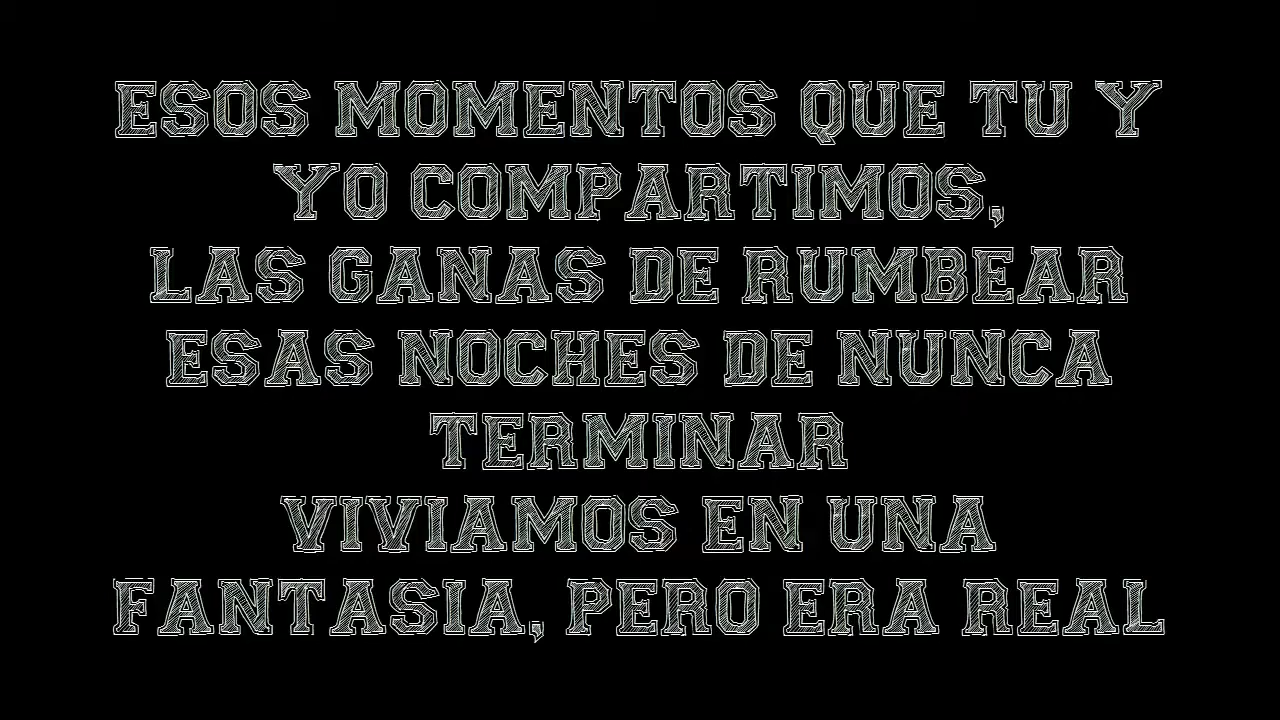 ESOS MOMENTOS QUE TU Y
YO COMPARTIMOS,
LAS GANAS DE RUMBEAR
ESAS NOCHES DE NUNCA
TERMINAR
VIVIAMOS EN UNA
FANTASIA, PERO ERA REAL